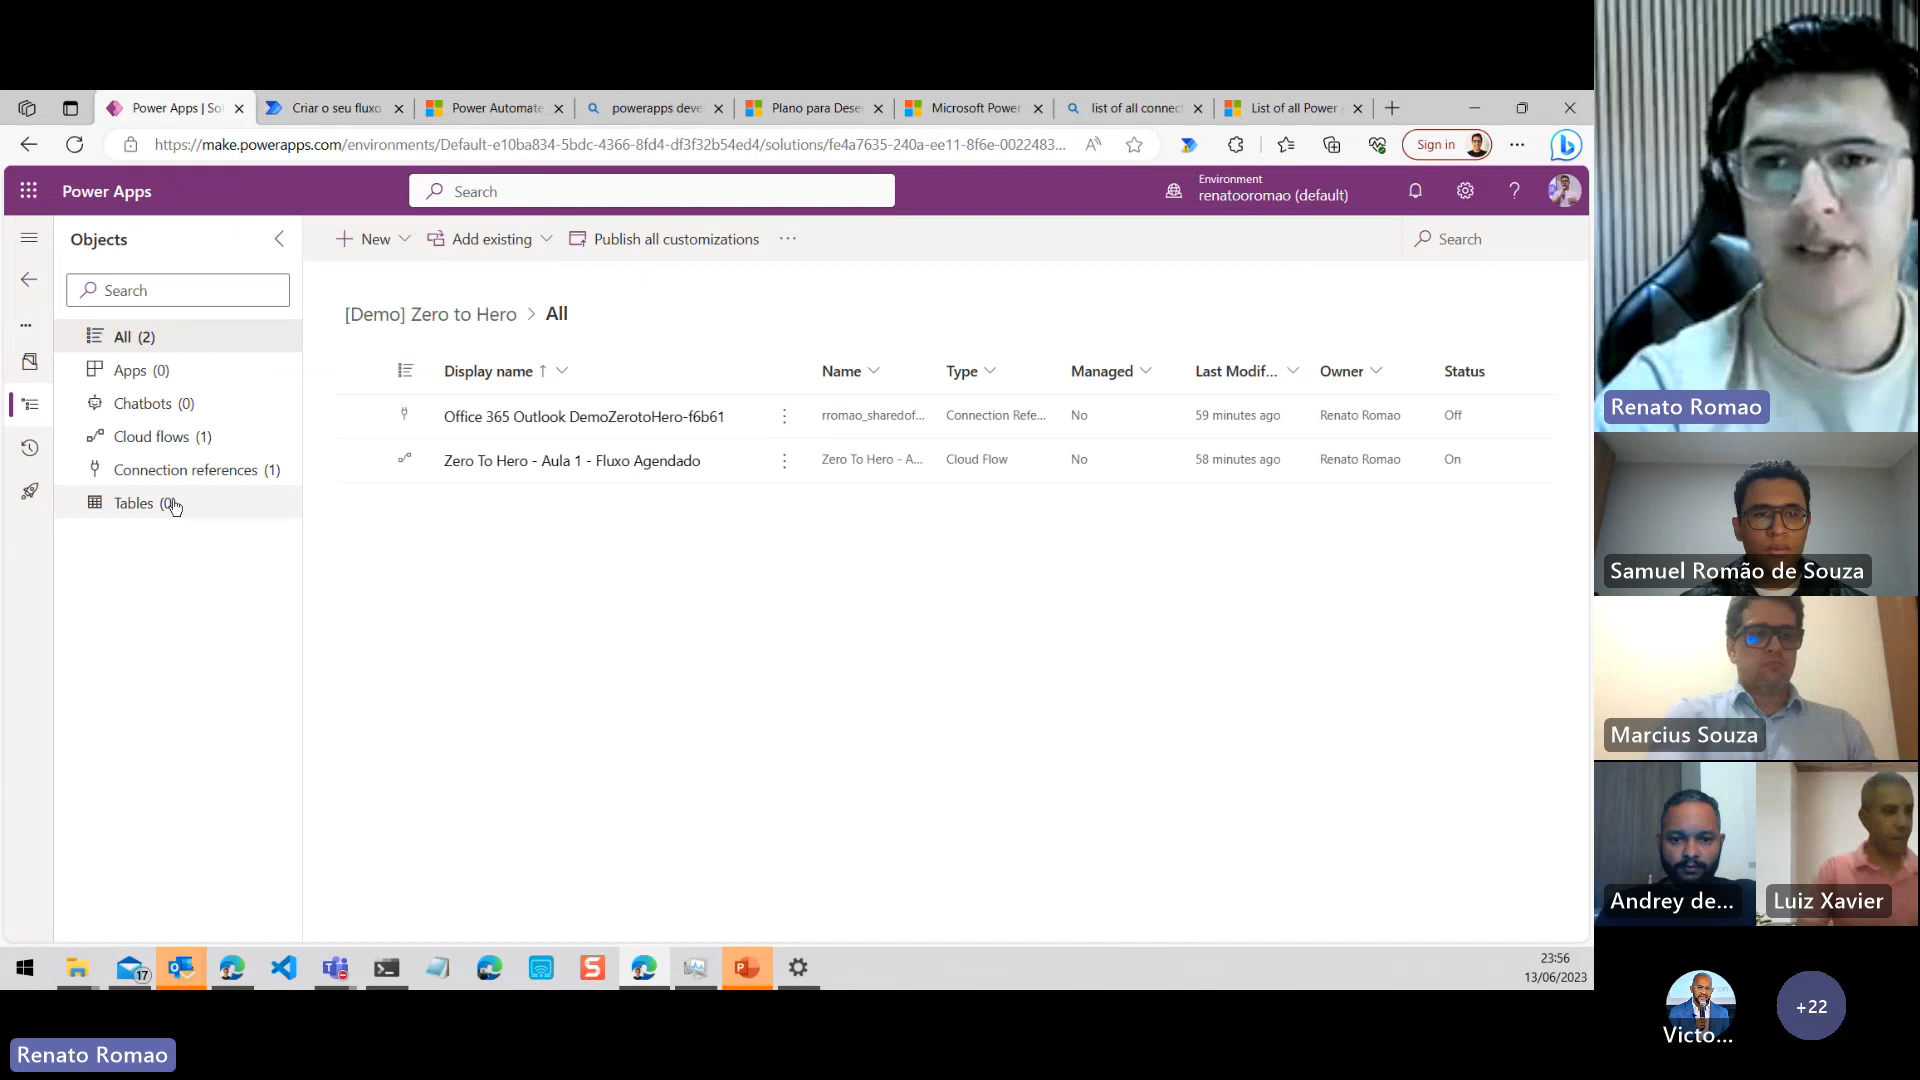 Power Apps | So
Criar o seu fluxo
Power Automate
powerapps deve
Plano para Dese
Microsoft Power
list of all connec
List of all Power
https://make.powerapps.com/environments/Default-e10ba834-5bdc-4366-8fd4-df3f32b54ed4/solutions/fe4a7635-240a-ee11-8f6e-0022483...
Sign in
Power Apps
Search
Environment
renatooromao (default)
Objects
New
Add existing
Publish all customizations
Search
Search
[Demo] Zero to Hero > All
All (2)
Apps (0)
Chatbots (0)
Cloud flows (1)
Connection references (1)
Tables (0)
Display name ↑ Name Type Managed Last Modif... Owner Status
Office 365 Outlook DemoZerotoHero-f6b61 rromao_sharedof... Connection Refe... No 59 minutes ago Renato Romao Off
Zero To Hero - Aula 1 - Fluxo Agendado Zero To Hero - A... Cloud Flow No 58 minutes ago Renato Romao On
17
23:56
13/06/2023
Renato Romao
Samuel Romão de Souza
Marcius Souza
Andrey de...
Luiz Xavier
Victo...
+22
Renato Romao